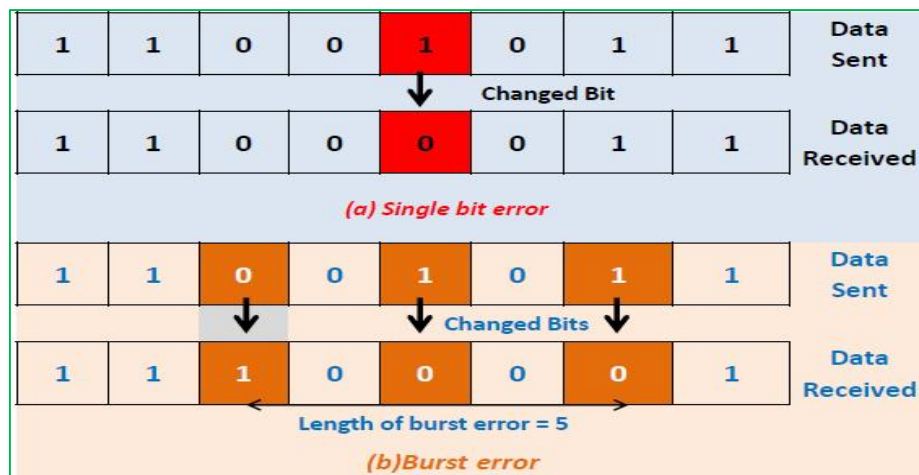 1 1 0 0 1 0 1 1 Data Sent
Changed Bit
1 1 0 0 0 0 1 1 Data Received
(a) Single bit error
1 1 0 0 1 0 1 1 Data Sent
Changed Bits
1 1 1 0 0 0 0 1 Data Received
Length of burst error = 5
(b)Burst error